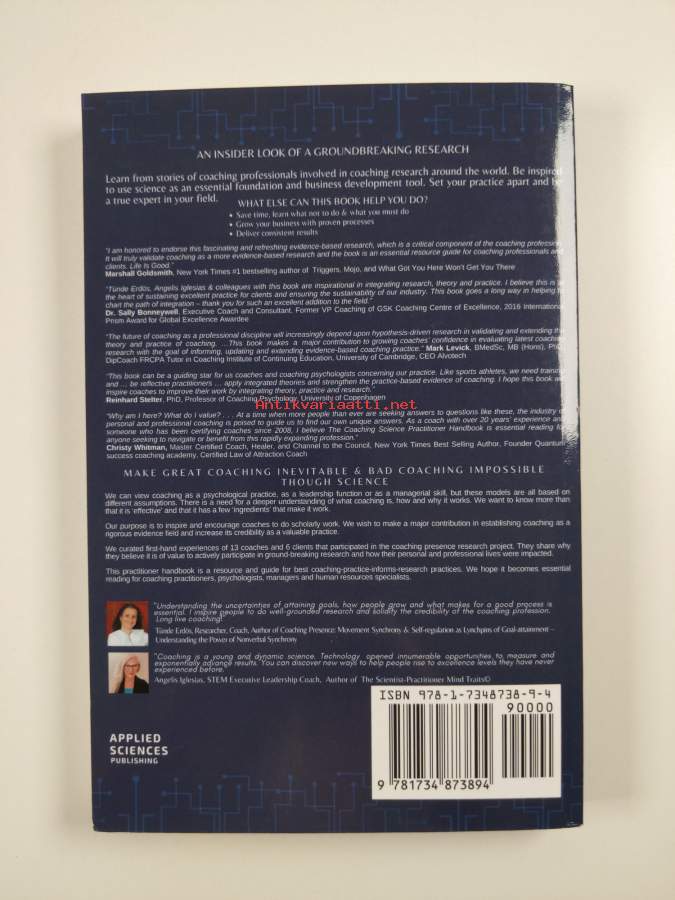 AN INSIDER LOOK OF A GROUNDBREAKING RESEARCH
Learn from stories of coaching professionals involved in coaching research around the world. Be inspired
to use science as an essential foundation and business development tool. Set your practice apart and be
a true expert in your field.
WHAT ELSE CAN THIS BOOK HELP YOU DO?
• Save time, learn what not to do & what you must do
• Grow your business with proven processes
• Deliver consistent results
"I am honored to endorse this fascinating and refreshing evidence-based research, which is a critical component of the coaching profession.
It will truly validate coaching as a more evidence-based research and the book is an essential resource guide for coaching professionals and
clients. Life Is Good."
Marshall Goldsmith, New York Times #1 bestselling author of Triggers, Mojo, and What Got You Here Won't Get You There
"Tünde Erdös, Angelis Iglesias & colleagues with this book are inspirational in integrating research, theory and practice. I believe this is at
the heart of sustaining excellent practice for clients and ensuring the sustainability of our industry. This book goes a long way in helping to
chart the path of integration – thank you for such an excellent addition to the field."
Dr. Sally Bonneywell, Executive Coach and Consultant. Former VP Coaching of GSK Coaching Centre of Excellence, 2016 International
Prism Award for Global Excellence Awardee
"The future of coaching as a professional discipline will increasingly depend upon hypothesis-driven research in validating and extending the
theory and practice of coaching. ...This book makes a major contribution to growing coaches' confidence in evaluating latest coaching
research with the goal of informing, updating and extending evidence-based coaching practice." Mark Levick, BMedSc, MB (Hons), PhD,
DipCoach FRCPA Tutor in Coaching Institute of Continuing Education, University of Cambridge, CEO Alvotech
"This book can be a guiding star for us coaches and coaching psychologists concerning our practice. Like sports athletes, we need training
and ... be reflective practitioners ... apply integrated theories and strengthen the practice-based evidence of coaching. I hope this book
inspire coaches to improve their work by integrating theory, practice and research."
Reinhard Stelter, PhD, Professor of Coaching Psychology, University of Copenhagen
Antikvariaatti.net
"Why am I here? What do I value? . . . At a time when more people than ever are seeking answers to questions like these, the industry of
personal and professional coaching is poised to guide us to find our own unique answers. As a coach with over 20 years' experience and
someone who has been certifying coaches since 2008, I believe The Coaching Science Practitioner Handbook is essential reading for
anyone seeking to navigate or benefit from this rapidly expanding profession."
Christy Whitman, Master Certified Coach, Healer, and Channel to the Council, New York Times Best Selling Author, Founder Quantum
success coaching academy, Certified Law of Attraction Coach
MAKE GREAT COACHING INEVITABLE & BAD COACHING IMPOSSIBLE
THOUGH SCIENCE
We can view coaching as a psychological practice, as a leadership function or as a managerial skill, but these models are all based on
different assumptions. There is a need for a deeper understanding of what coaching is, how and why it works. We want to know more than
that it is 'effective' and that it has a few 'ingredients' that make it work.
Our purpose is to inspire and encourage coaches to do scholarly work. We wish to make a major contribution in establishing coaching as a
rigorous evidence field and increase its credibility as a valuable practice.
We curated first-hand experiences of 13 coaches and 6 clients that participated in the coaching presence research project. They share why
they believe it is of value to actively participate in ground-breaking research and how their personal and professional lives were impacted.
This practitioner handbook is a resource and guide for best coaching-practice-informs-research practices. We hope it becomes essential
reading for coaching practitioners, psychologists, managers and human resources specialists.
"Understanding the uncertainties of attaining goals, how people grow and what makes for a good process is
essential. I inspire people to do well-grounded research and solidify the credibility of the coaching profession.
Long live coaching!"
Tünde Erdös, Researcher, Coach, Author of Coaching Presence: Movement Synchrony & Self-regulation as Lynchpins of Goal-attainment –
Understanding the Power of Nonverbal Synchrony
"Coaching is a young and dynamic science. Technology opened innumerable opportunities to measure and
exponentially advance results. You can discover new ways to help people rise to excellence levels they have never
experienced before.
Angelis Iglesias, STEM Executive Leadership Coach, Author of The Scientist-Practitioner Mind Traits©
ISBN 978-1-7348738-9-4
90000
9 781734 873894
APPLIED
SCIENCES
PUBLISHING